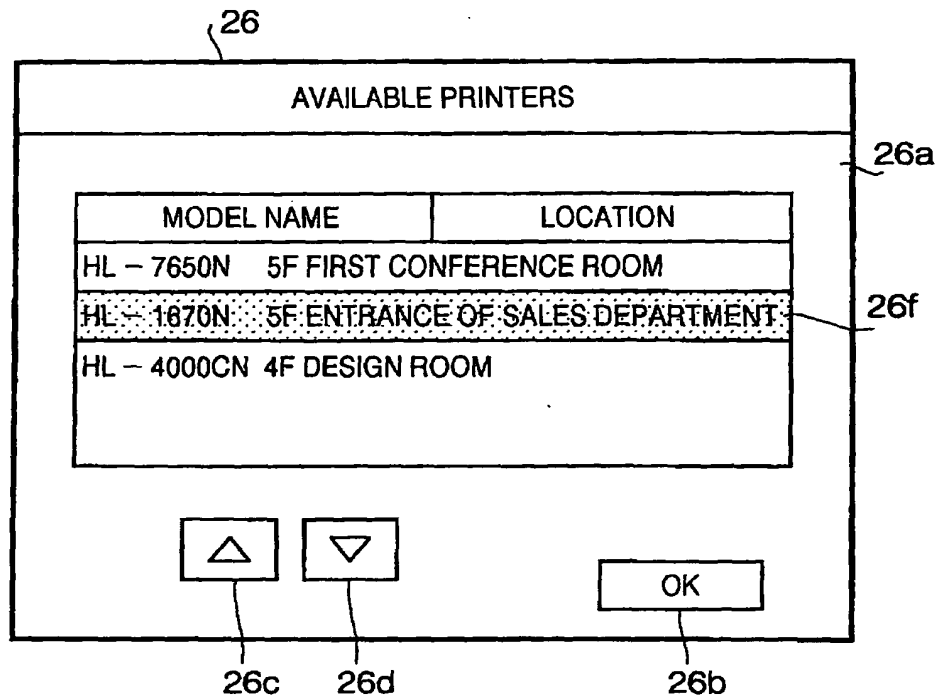 26
AVAILABLE PRINTERS
26a
MODEL NAME LOCATION
HL - 7650N 5F FIRST CONFERENCE ROOM
HL - 1670N 5F ENTRANCE OF SALES DEPARTMENT
26f
HL - 4000CN 4F DESIGN ROOM
OK
26c 26d 26b